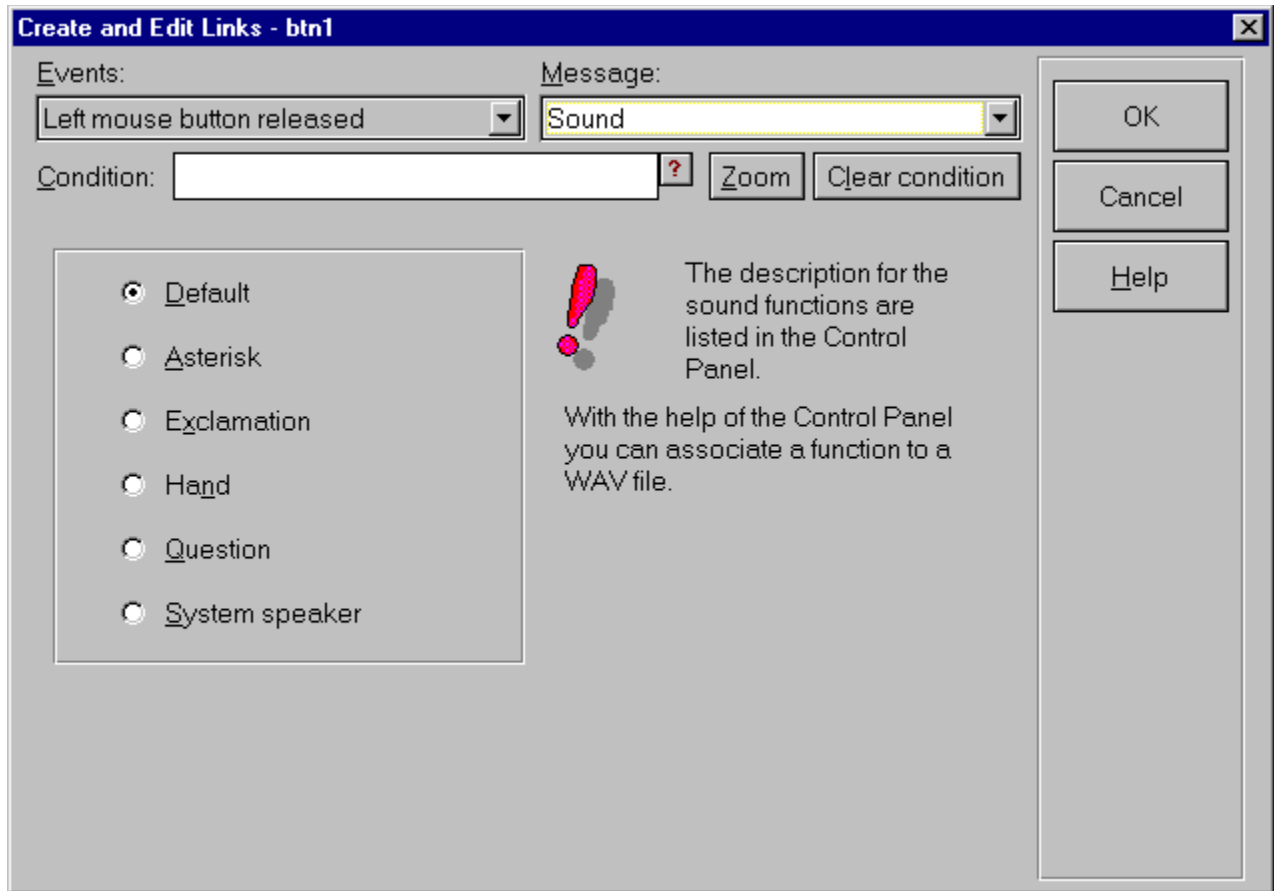 Create and Edit Links - btn1
Events:
Message:
Left mouse button released
Sound
Condition:
?
Zoom
Clear condition
OK
Cancel
Help
Default
Asterisk
Exclamation
Hand
Question
System speaker
The description for the
sound functions are
listed in the Control
Panel.
With the help of the Control Panel
you can associate a function to a
WAV file.